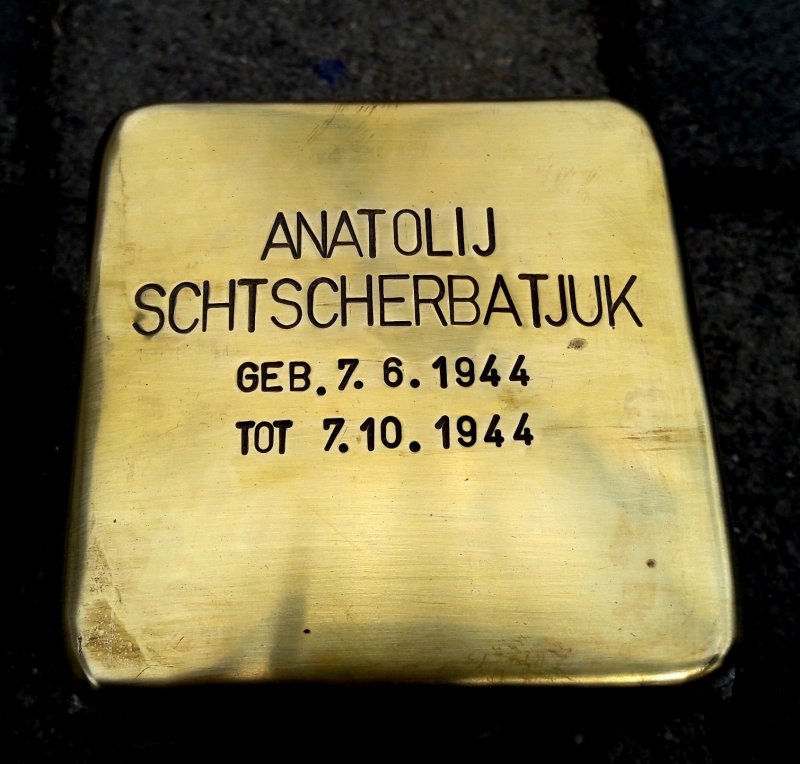 ANATOLIJ
SCHTSCHERBATJUK
GEB. 7. 6. 1944
TOT 7. 10. 1944